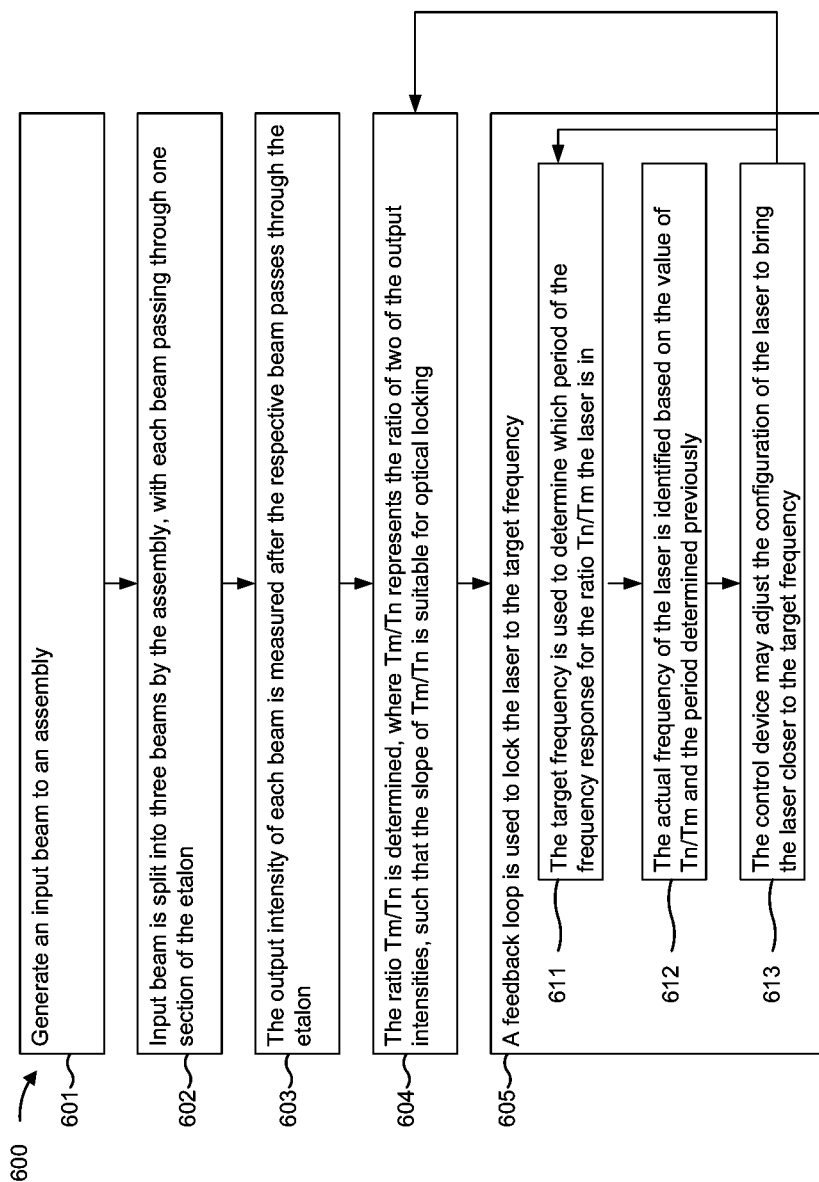 600
601
Generate an input beam to an assembly
602
Input beam is split into three beams by the assembly, with each beam passing through one
section of the etalon
603
The output intensity of each beam is measured after the respective beam passes through the
etalon
604
The ratio Tm/Tn is determined, where Tm/Tn represents the ratio of two of the output
intensities, such that the slope of Tm/Tn is suitable for optical locking
605
A feedback loop is used to lock the laser to the target frequency
611
The target frequency is used to determine which period of the
frequency response for the ratio Tn/Tm the laser is in
612
The actual frequency of the laser is identified based on the value of
Tn/Tm and the period determined previously
613
The control device may adjust the configuration of the laser to bring
the laser closer to the target frequency